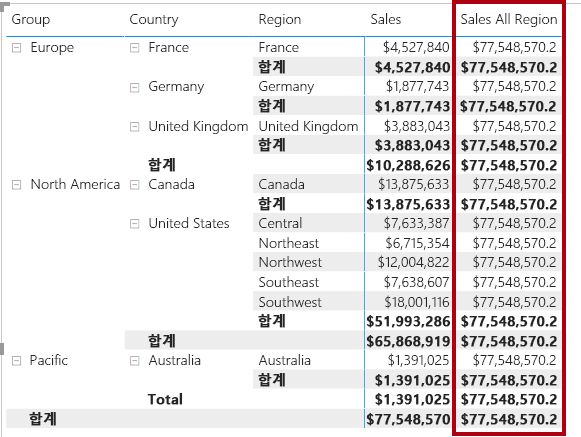 Group Country Region Sales Sales All Region
Europe France France $4,527,840 $77,548,570.2
합계 $4,527,840 $77,548,570.2
Germany Germany $1,877,743 $77,548,570.2
합계 $1,877,743 $77,548,570.2
United Kingdom United Kingdom $3,883,043 $77,548,570.2
합계 $3,883,043 $77,548,570.2
합계 $10,288,626 $77,548,570.2
North America Canada Canada $13,875,633 $77,548,570.2
합계 $13,875,633 $77,548,570.2
United States Central $7,633,387 $77,548,570.2
Northeast $6,715,354 $77,548,570.2
Northwest $12,004,822 $77,548,570.2
Southeast $7,638,607 $77,548,570.2
Southwest $18,001,116 $77,548,570.2
합계 $51,993,286 $77,548,570.2
합계 $65,868,919 $77,548,570.2
Pacific Australia Australia $1,391,025 $77,548,570.2
합계 $1,391,025 $77,548,570.2
Total $1,391,025 $77,548,570.2
합계 $77,548,570 $77,548,570.2